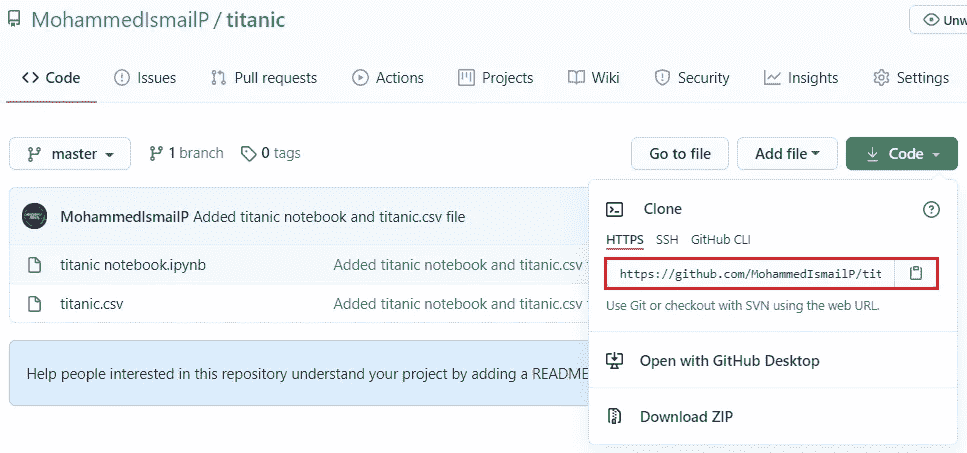 MohammedIsmailP / titanic
Unw
Code Issues Pull requests Actions Projects Wiki Security Insights Settings
master 1 branch 0 tags Go to file Add file Code
MohammedIsmailP Added titanic notebook and titanic.csv file
titanic notebook.ipynb Added titanic notebook and titanic.csv
titanic.csv Added titanic notebook and titanic.csv
Help people interested in this repository understand your project by adding a README
Clone
HTTPS SSH GitHub CLI
https://github.com/MohammedIsmailP/tit
Use Git or checkout with SVN using the web URL.
Open with GitHub Desktop
Download ZIP